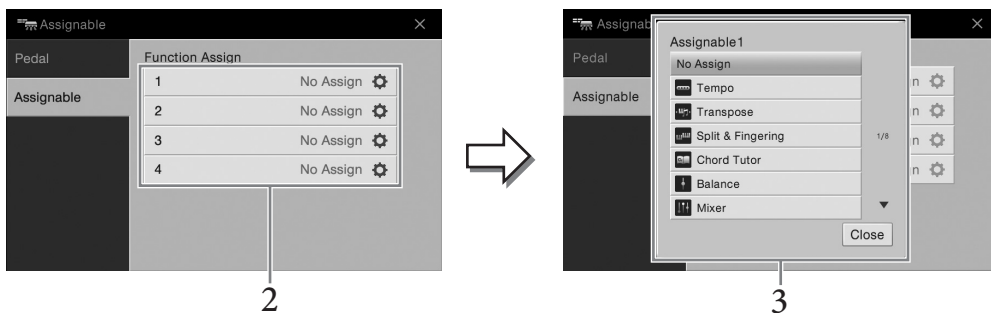 Assignable ×
Pedal
Assignable
Function Assign
1 No Assign
2 No Assign
3 No Assign
4 No Assign
2
Assignab ×
Pedal
Assignable
Assignable1
No Assign
Tempo
Transpose
Split & Fingering
Chord Tutor
Balance
Mixer
1/8
Close
n
n
n
n
3